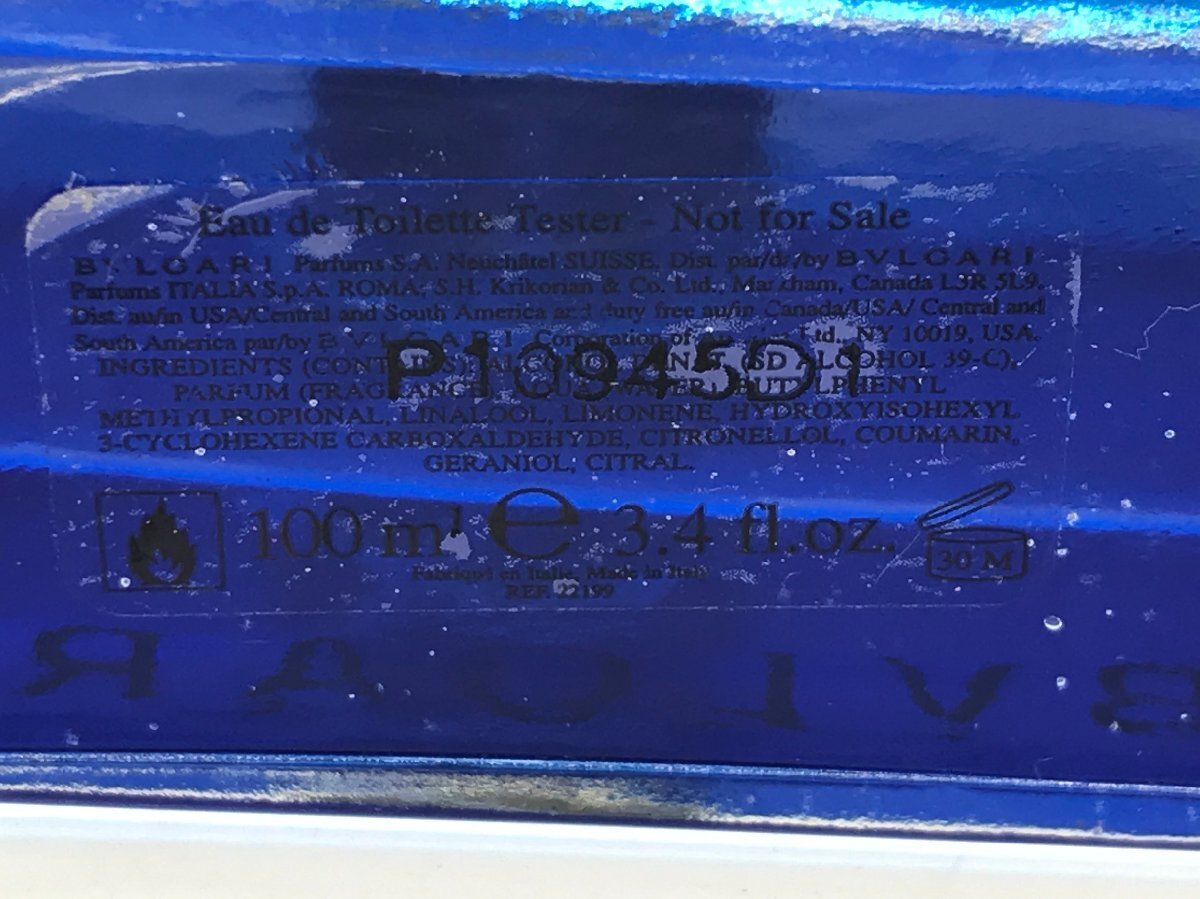 Eau de Toilette Tester - Not for Sale
BVLGARI Parfums S.A. Neuchâtel SUISSE. Dist. par/di./by BVLGARI
Parfums ITALIA S.p.A. ROMA, S.H. Krikorian & Co. Ltd., Markham, Canada L3R 5L9.
Dist. au/in USA/Central and South America and duty free au/in Canada/USA/ Central and
South America par/by BVLGARI Corporation of Ltd., NY 10019, USA.
P10945D1
INGREDIENTS (SD ALCOHOL 39-C),
PARFUM (FRAGRANCE), BUTYLPHENYL
METHYLPROPIONAL, LINALOOL, LIMONENE, HYDROXYISOHEXYL
3-CYCLOHEXENE CARBOXALDEHYDE, CITRONELLOL, COUMARIN,
GERANIOL, CITRAL.
100 ml e 3.4 fl.oz.
30 M
Fabriqué en Italie, Made in Italy
REF. 22199
BVLGAR